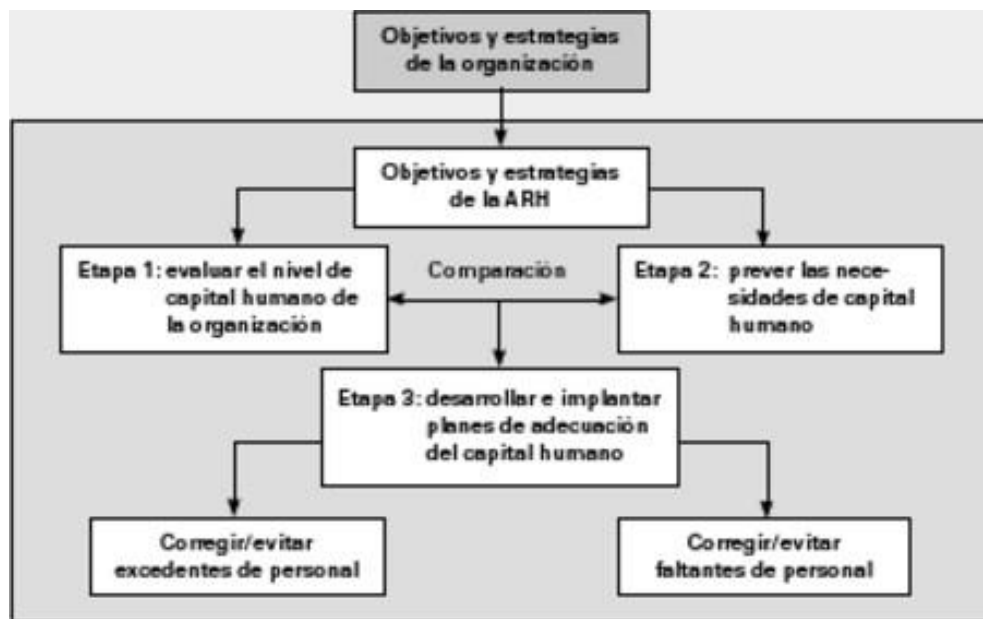 Objetivos y estrategias
de la organización
Objetivos y estrategias
de la ARH
Etapa 1: evaluar el nivel de
capital humano de
la organización
Comparación
Etapa 2: prever las nece-
sidades de capital
humano
Etapa 3: desarrollar e implantar
planes de adecuación
del capital humano
Corregir/evitar
excedentes de personal
Corregir/evitar
faltantes de personal